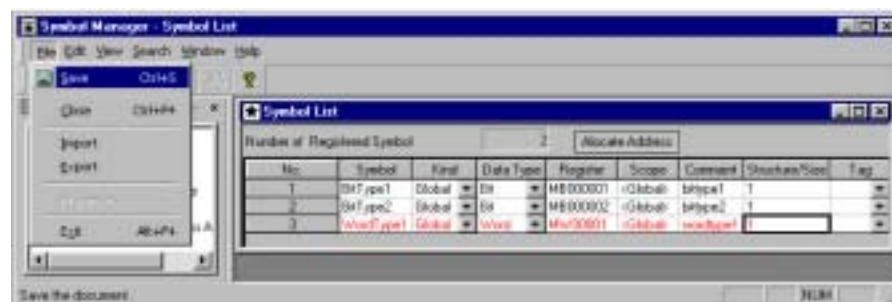 Symbol Manager - Symbol List
File Edit View Search Window Help
Save Ctrl+S
Close Ctrl+F4
Import
Export
Exit Alt+F4
Symbol List
Number of Registered Symbol 2 Allocate Address
No. Symbol Kind Data Type Register Scope Comment Structure/Size Tag
1 BitType1 Global Bit MB000001 <Global> bittype1 1
2 BitType2 Global Bit MB000002 <Global> bittype2 1
3 WordType1 Global Word MW00001 <Global> wordtype1 1
Save the document NUM